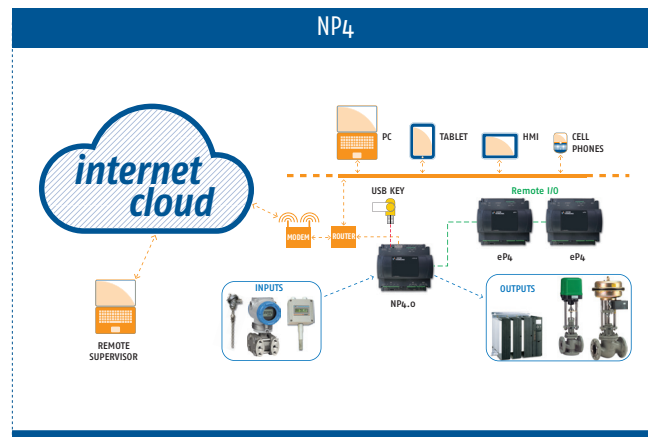 NP4
PC
TABLET
HMI
CELL
PHONES
internet
cloud
USB KEY
Remote I/O
MODEM
ROUTER
eP4
eP4
INPUTS
NP4.0
OUTPUTS
REMOTE
SUPERVISOR